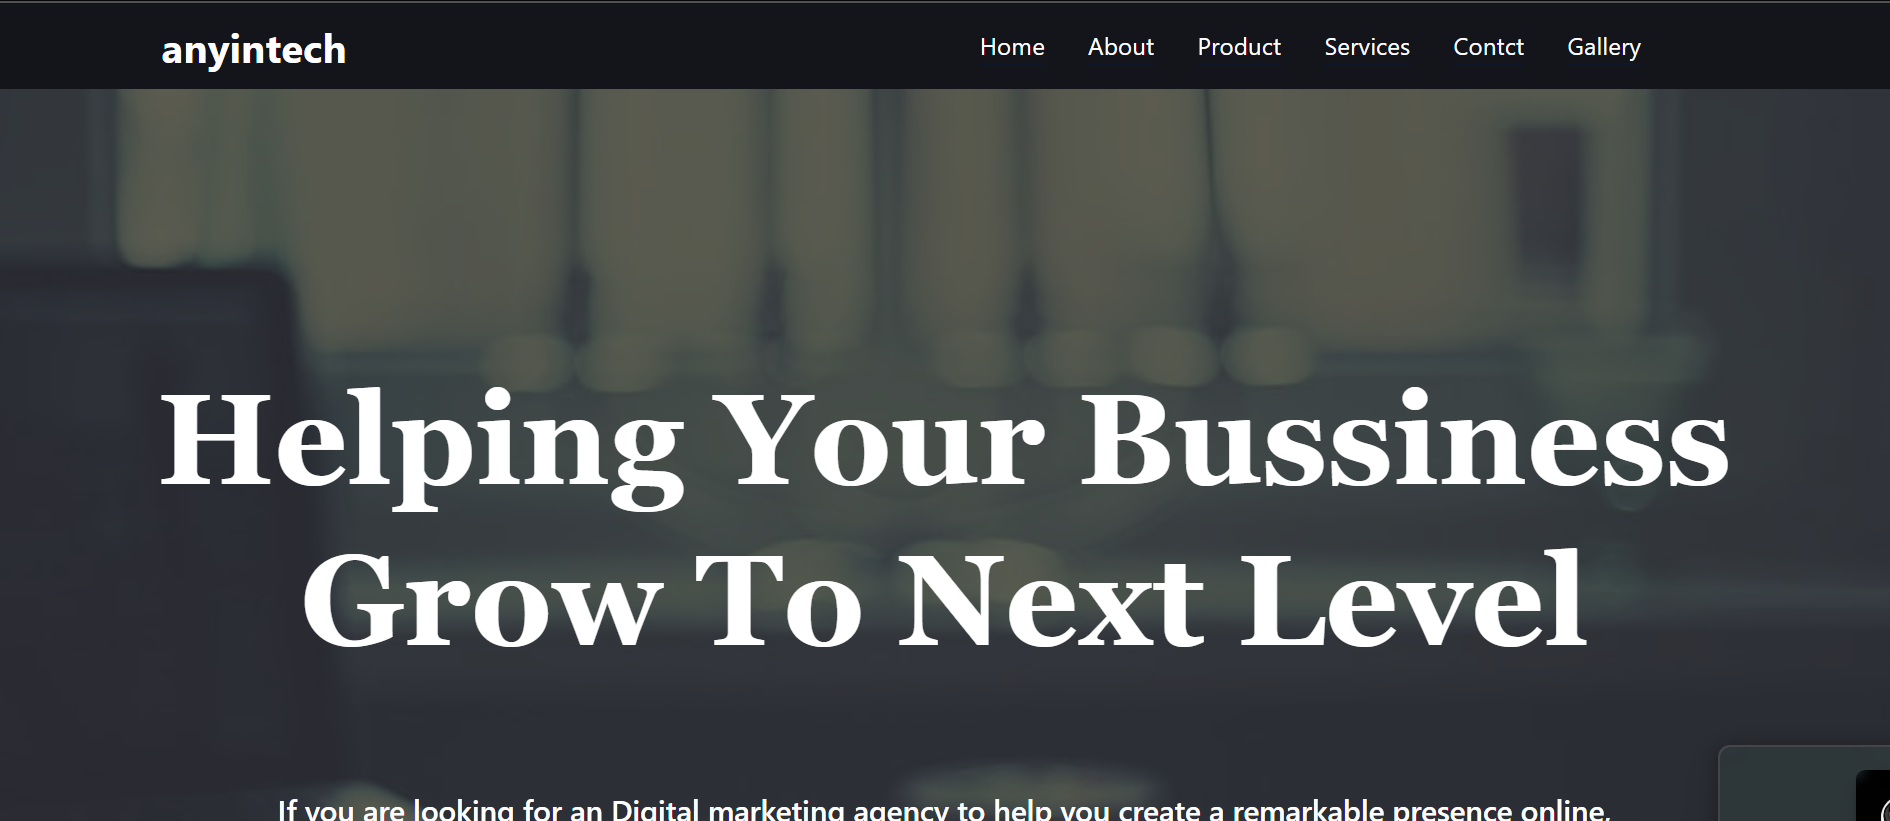 anyintech
Home About Product Services Contct Gallery
Helping Your Bussiness
Grow To Next Level
If you are looking for an Digital marketing agency to help you create a remarkable presence online,